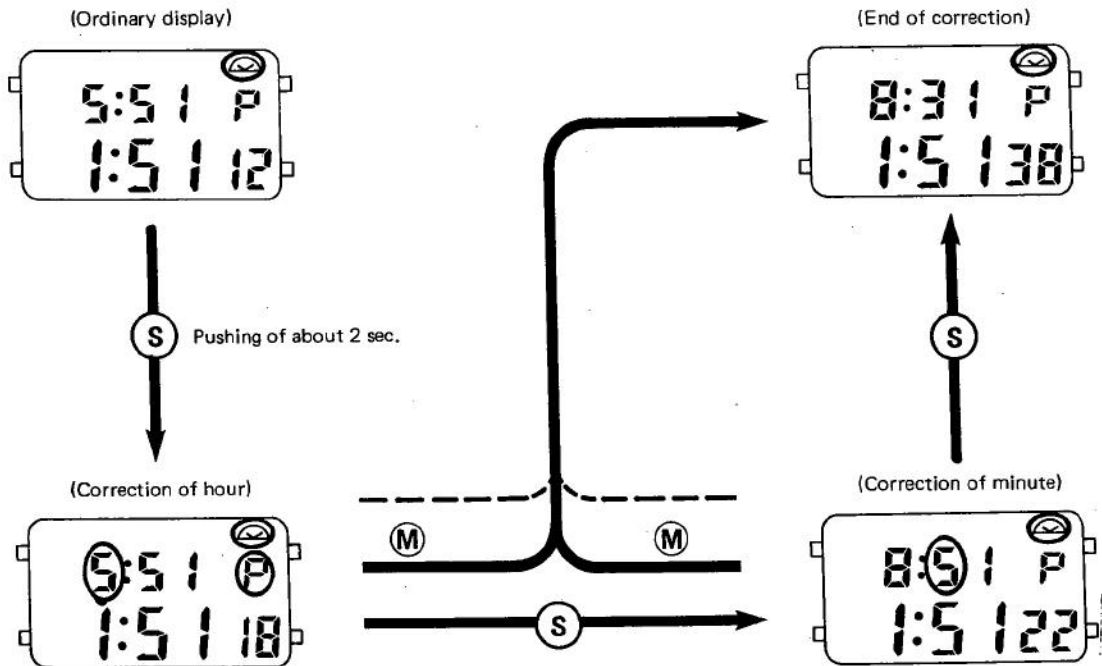 (Ordinary display)
5:51 P
1:51 12
S Pushing of about 2 sec.
(Correction of hour)
5:51 P
1:51 18
M
M
S
(End of correction)
8:31 P
1:51 38
S
(Correction of minute)
8:51 P
1:51 22